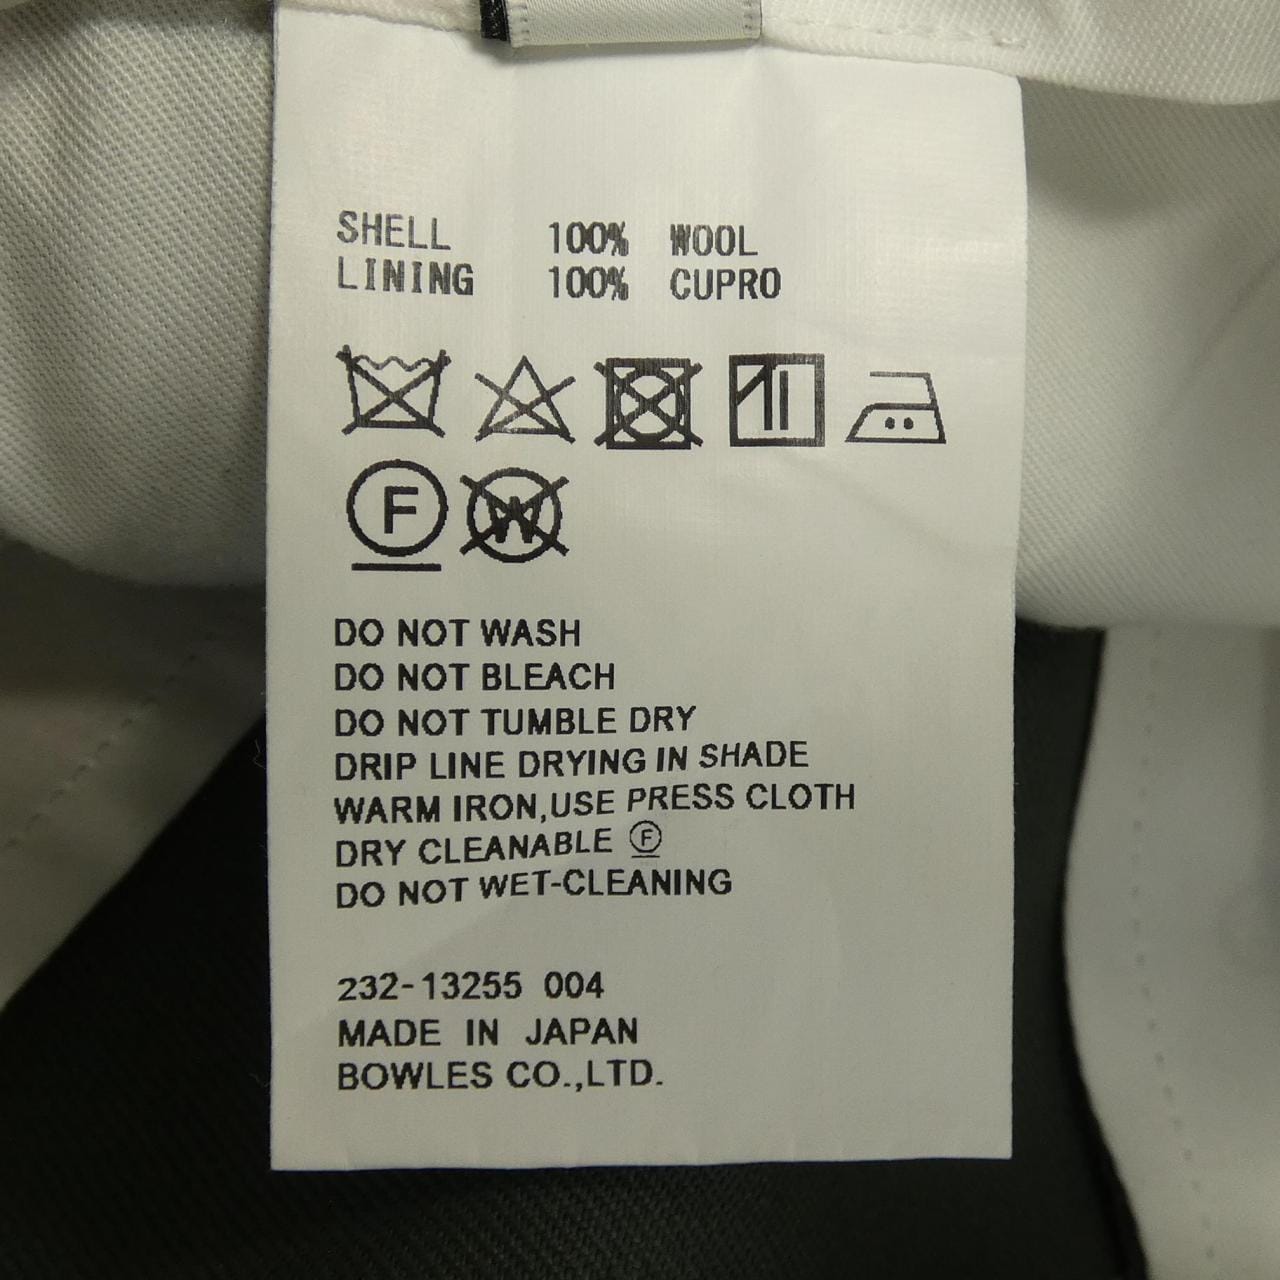 SHELL 100% WOOL
LINING 100% CUPRO
F W
DO NOT WASH
DO NOT BLEACH
DO NOT TUMBLE DRY
DRIP LINE DRYING IN SHADE
WARM IRON,USE PRESS CLOTH
DRY CLEANABLE Ⓕ
DO NOT WET-CLEANING
232-13255 004
MADE IN JAPAN
BOWLES CO.,LTD.